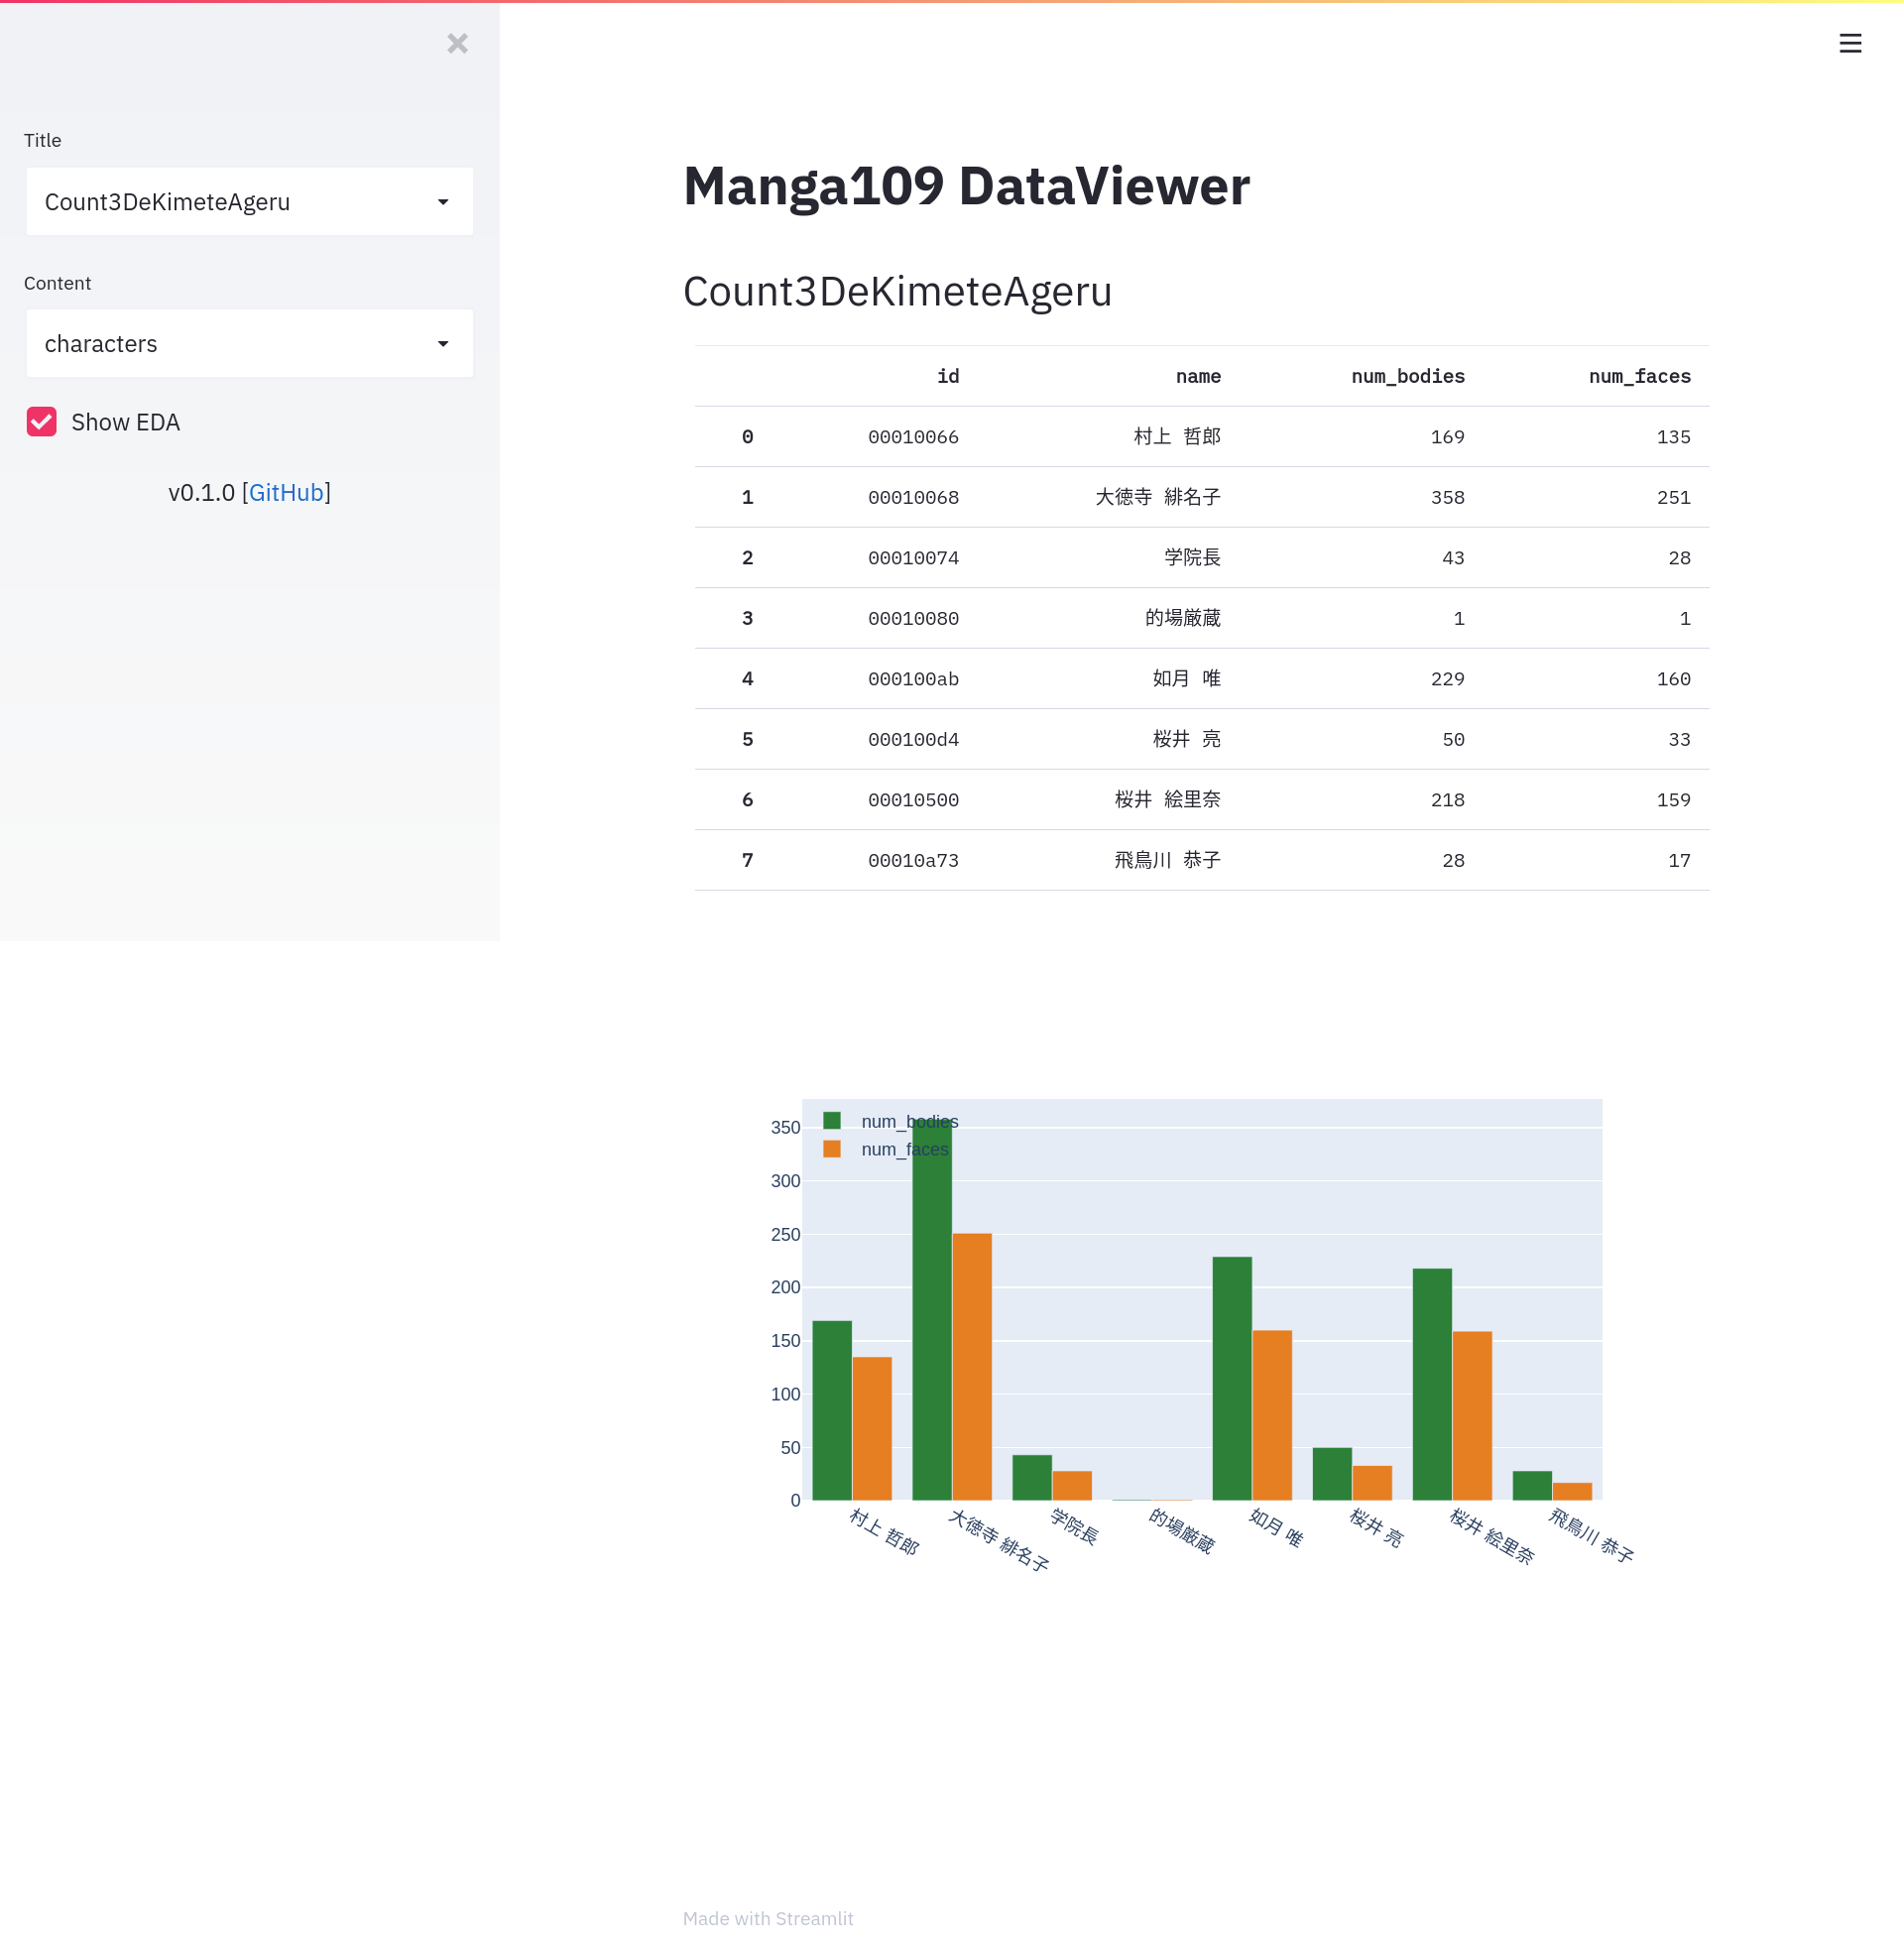 Title
Count3DeKimeteAgeru
Content
characters
Show EDA
v0.1.0 [GitHub]
Manga109 DataViewer
Count3DeKimeteAgeru
id name num_bodies num_faces
0 00010066 村上 哲郎 169 135
1 00010068 大徳寺 緋名子 358 251
2 00010074 学院長 43 28
3 00010080 的場厳蔵 1 1
4 000100ab 如月 唯 229 160
5 000100d4 桜井 亮 50 33
6 00010500 桜井 絵里奈 218 159
7 00010a73 飛鳥川 恭子 28 17
num_bodies
num_faces
350
300
250
200
150
100
50
0
村上 哲郎 大徳寺 緋名子 学院長 的場厳蔵 如月 唯 桜井 亮 桜井 絵里奈 飛鳥川 恭子
Made with Streamlit